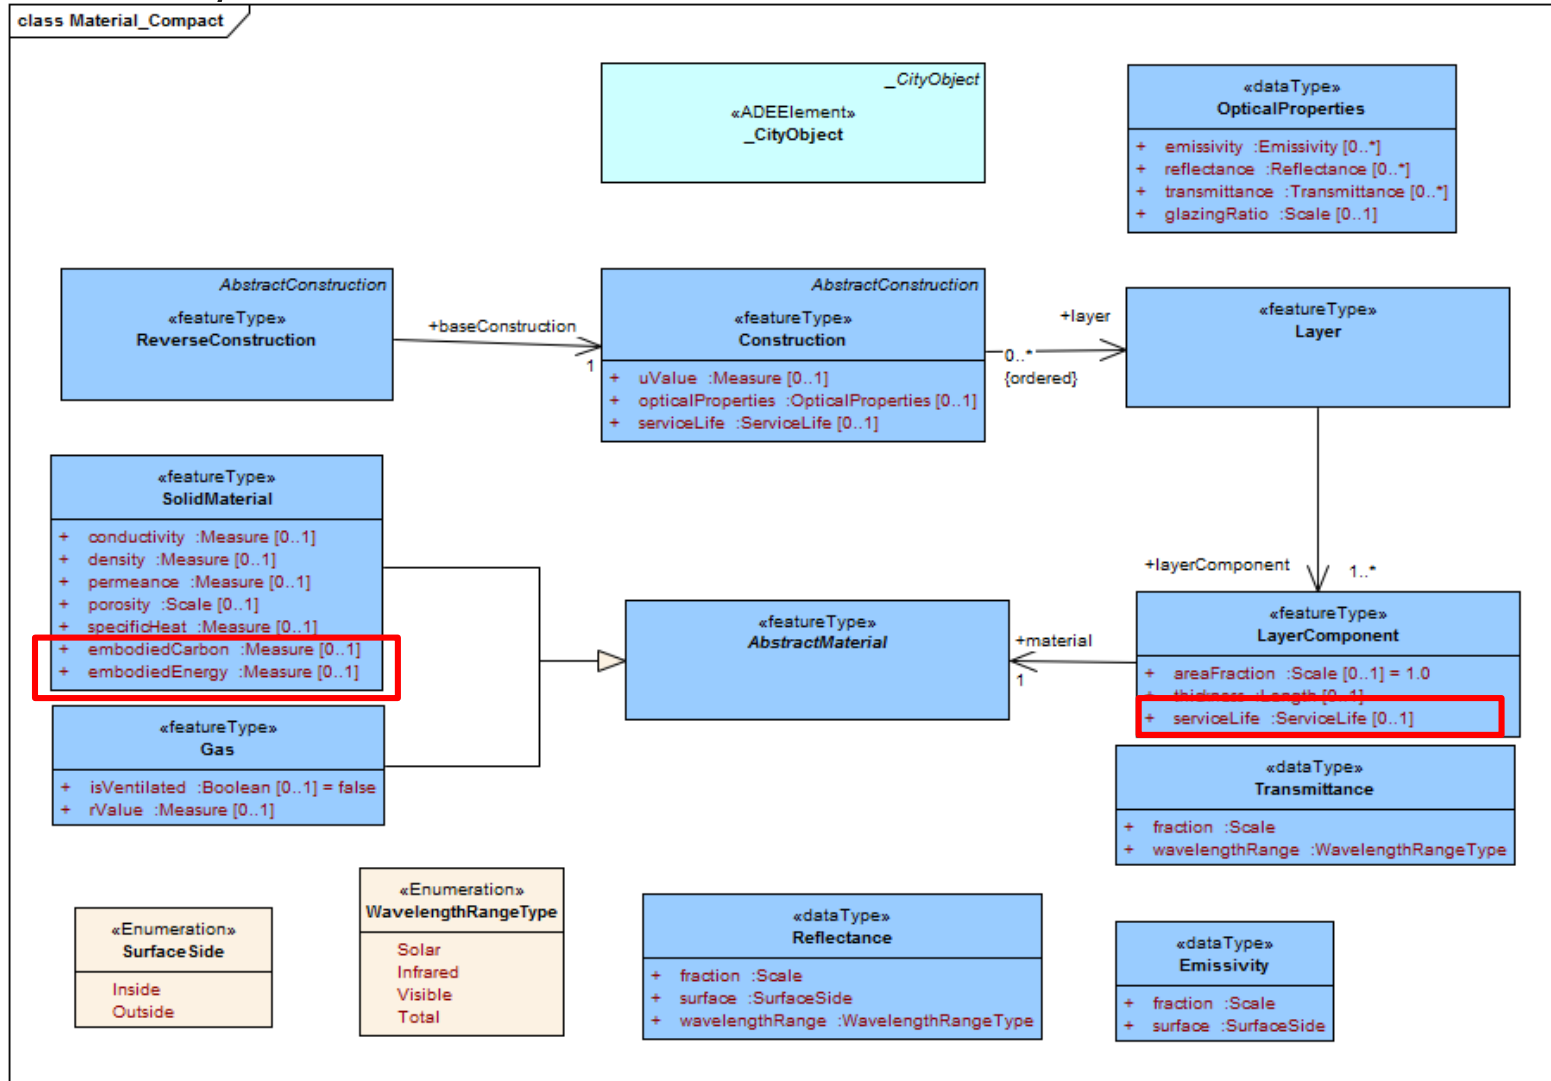 class Material_Compact
_CityObject
«ADEElement»
_CityObject
«dataType»
OpticalProperties
+ emissivity :Emissivity [0..*]
+ reflectance :Reflectance [0..*]
+ transmittance :Transmittance [0..*]
+ glazingRatio :Scale [0..1]
AbstractConstruction
«featureType»
ReverseConstruction
+baseConstruction
1
AbstractConstruction
«featureType»
Construction
+ uValue :Measure [0..1]
+ opticalProperties :OpticalProperties [0..1]
+ serviceLife :ServiceLife [0..1]
+layer
0..*
{ordered}
«featureType»
Layer
«featureType»
SolidMaterial
+ conductivity :Measure [0..1]
+ density :Measure [0..1]
+ permeance :Measure [0..1]
+ porosity :Scale [0..1]
+ specificHeat :Measure [0..1]
+ embodiedCarbon :Measure [0..1]
+ embodiedEnergy :Measure [0..1]
«featureType»
AbstractMaterial
+material
1
+layerComponent
1..*
«featureType»
LayerComponent
+ areaFraction :Scale [0..1] = 1.0
+ thickness :Length [0..1]
+ serviceLife :ServiceLife [0..1]
«featureType»
Gas
+ isVentilated :Boolean [0..1] = false
+ rValue :Measure [0..1]
«dataType»
Transmittance
+ fraction :Scale
+ wavelengthRange :WavelengthRangeType
«Enumeration»
SurfaceSide
Inside
Outside
«Enumeration»
WavelengthRangeType
Solar
Infrared
Visible
Total
«dataType»
Reflectance
+ fraction :Scale
+ surface :SurfaceSide
+ wavelengthRange :WavelengthRangeType
«dataType»
Emissivity
+ fraction :Scale
+ surface :SurfaceSide